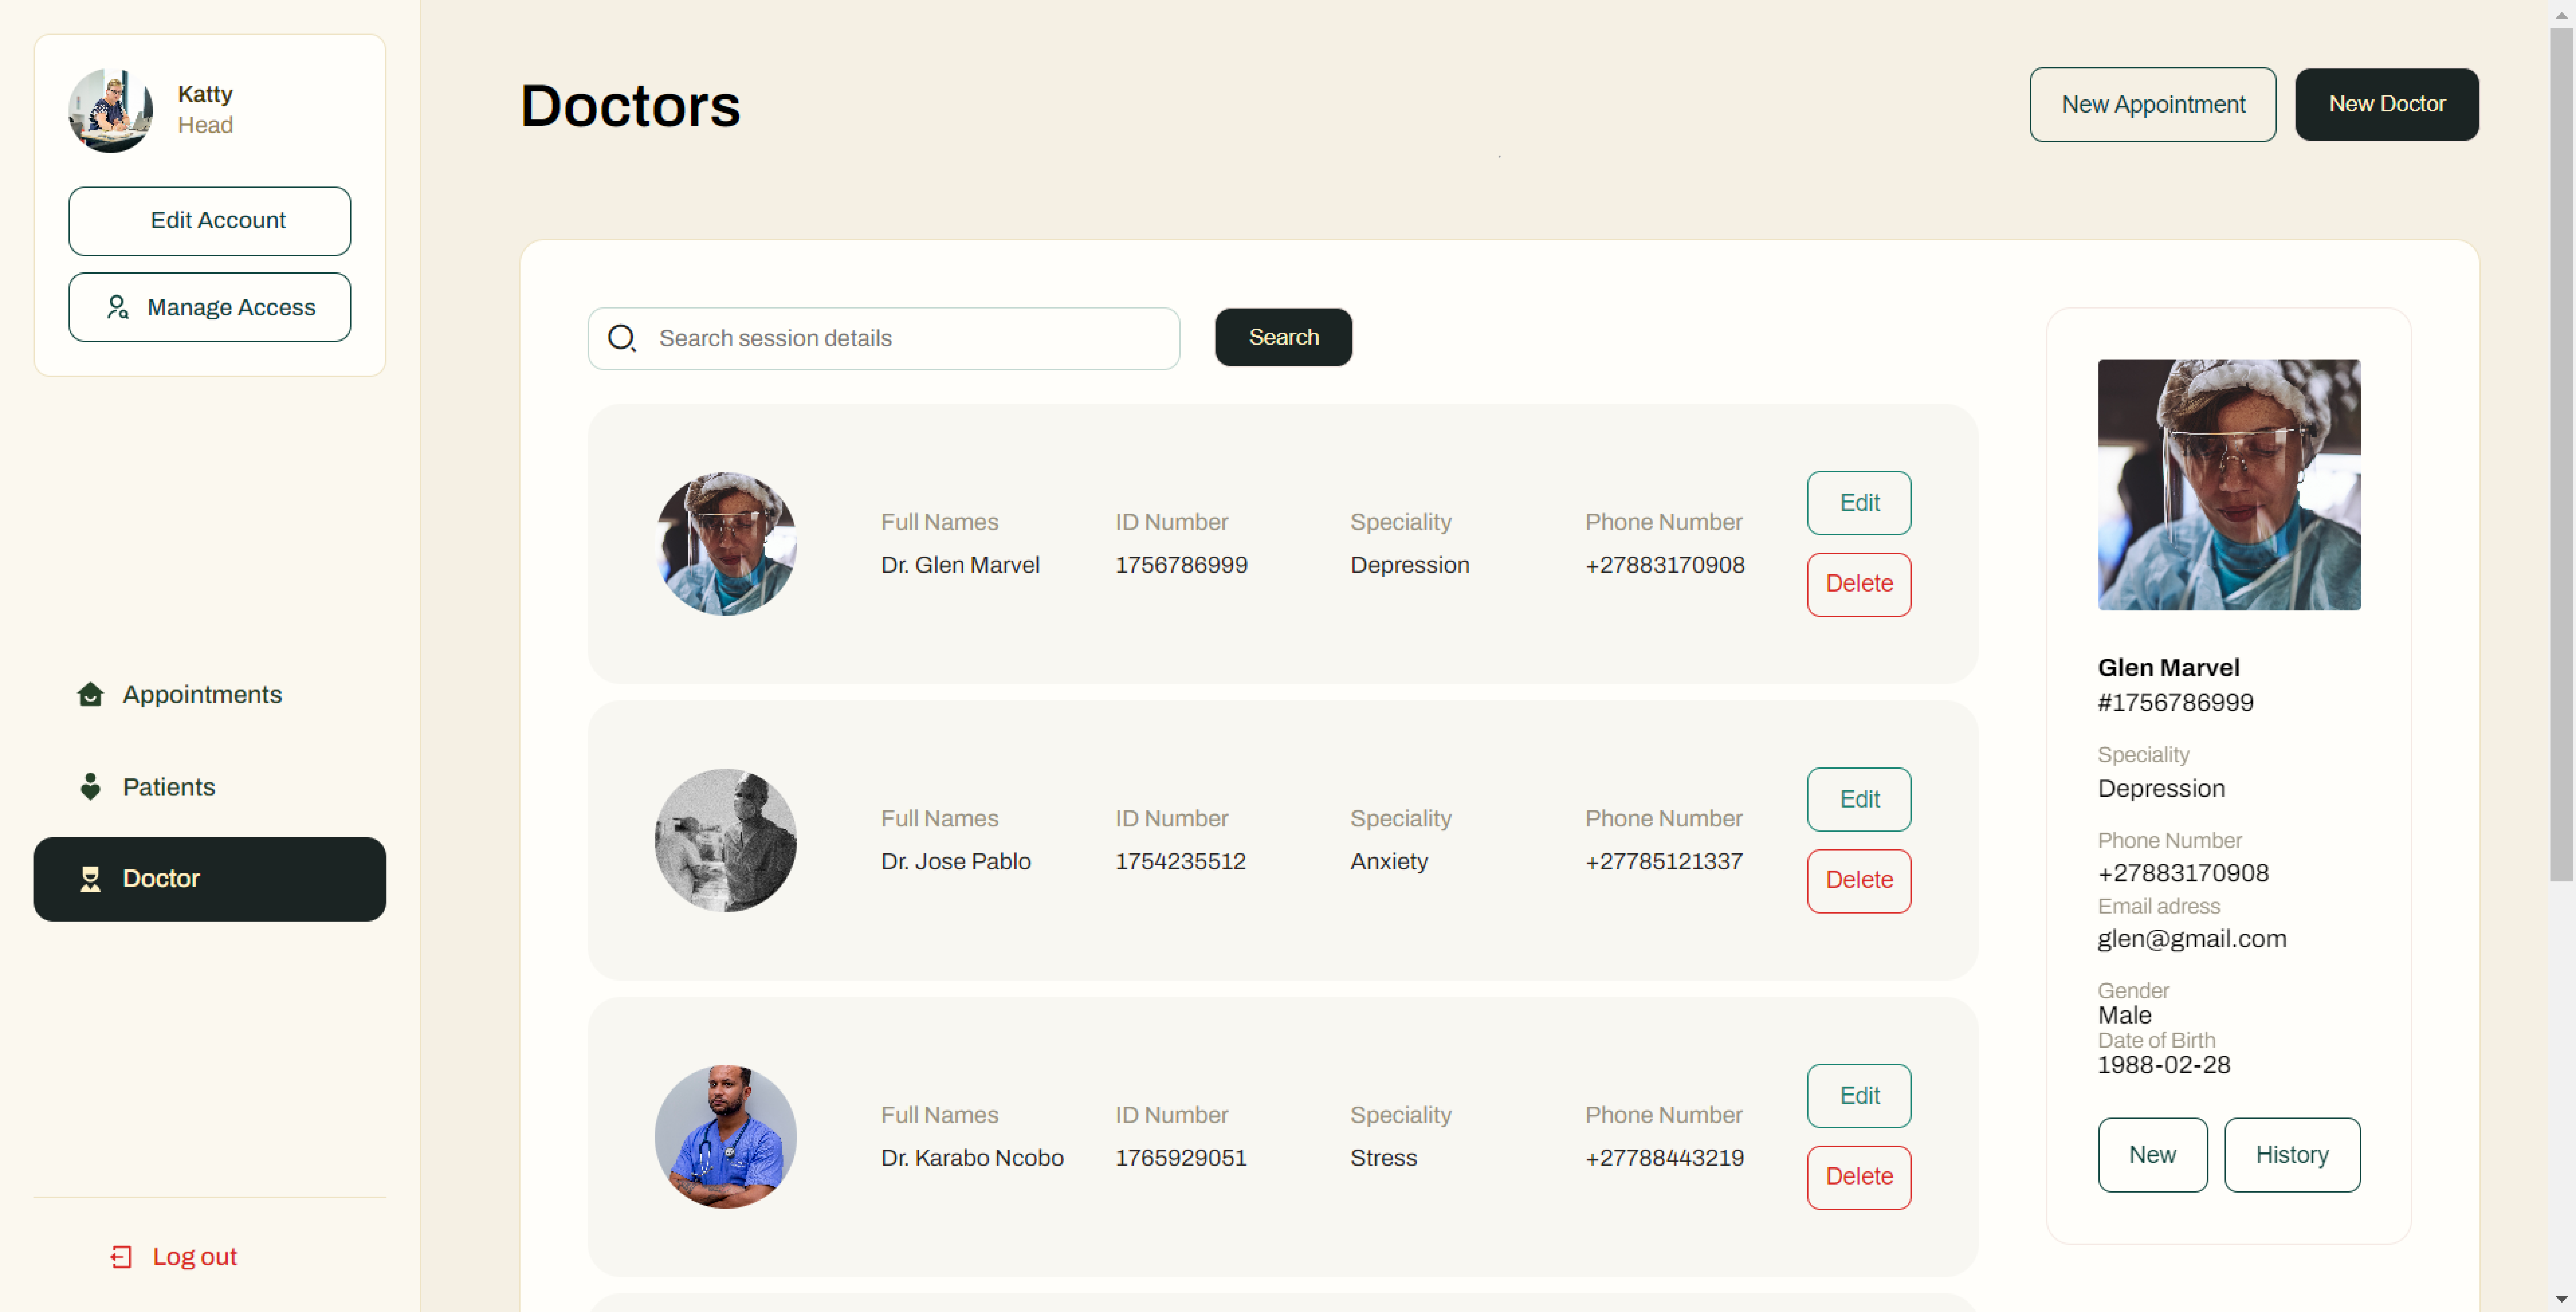 Katty
Head
Edit Account
Manage Access
Appointments
Patients
Doctor
Log out
Doctors
New Appointment
New Doctor
Search session details
Search
Full Names
ID Number
Speciality
Phone Number
Dr. Glen Marvel
1756786999
Depression
+27883170908
Edit
Delete
Full Names
ID Number
Speciality
Phone Number
Dr. Jose Pablo
1754235512
Anxiety
+27785121337
Edit
Delete
Full Names
ID Number
Speciality
Phone Number
Dr. Karabo Ncobo
1765929051
Stress
+27788443219
Edit
Delete
Glen Marvel
#1756786999
Speciality
Depression
Phone Number
+27883170908
Email adress
glen@gmail.com
Gender
Male
Date of Birth
1988-02-28
New
History